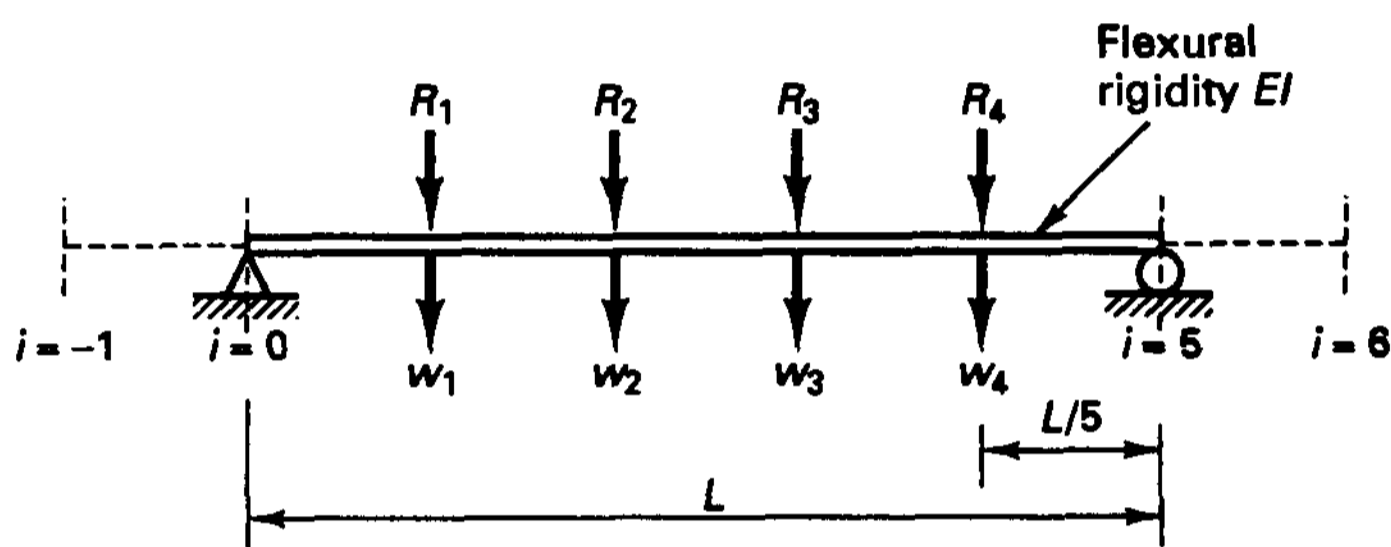 Flexural
rigidity EI
R₁ R₂ R₃ R₄
i = –1 i = 0 i = 5 i = 6
w₁ w₂ w₃ w₄
L/5
L